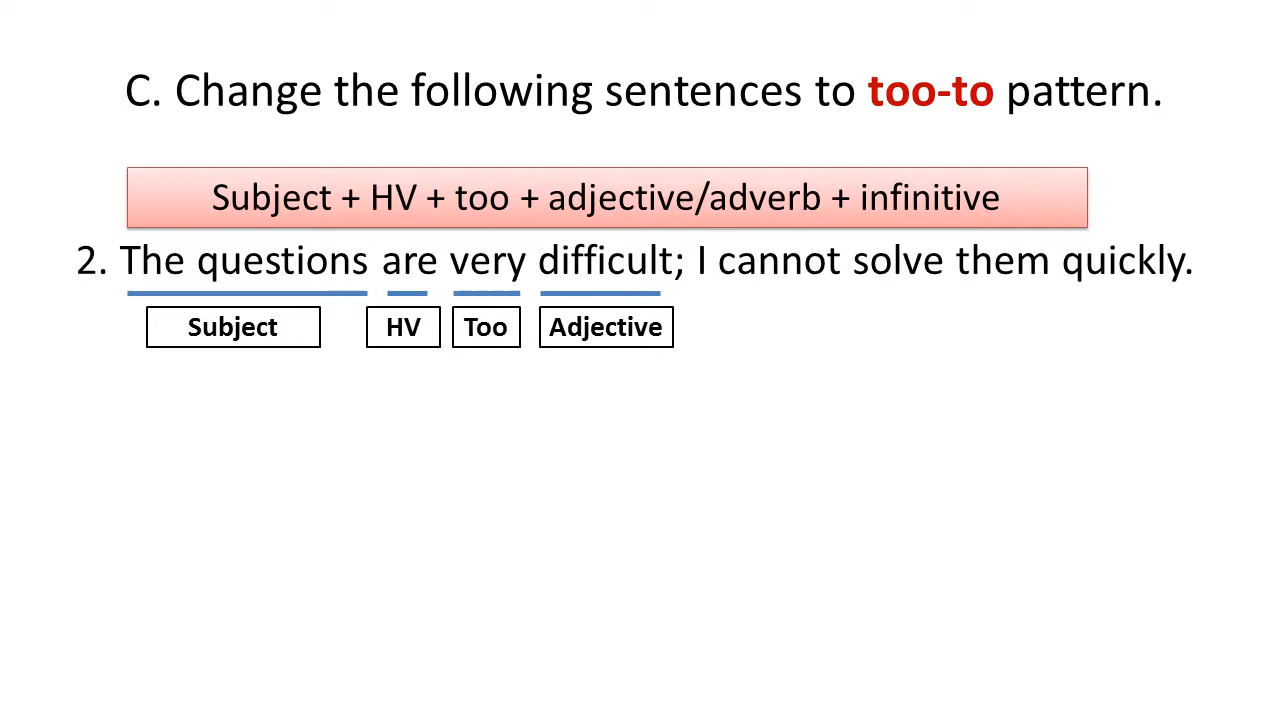 C. Change the following sentences to too-to pattern.
Subject + HV + too + adjective/adverb + infinitive
2. The questions are very difficult; I cannot solve them quickly.
Subject HV Too Adjective